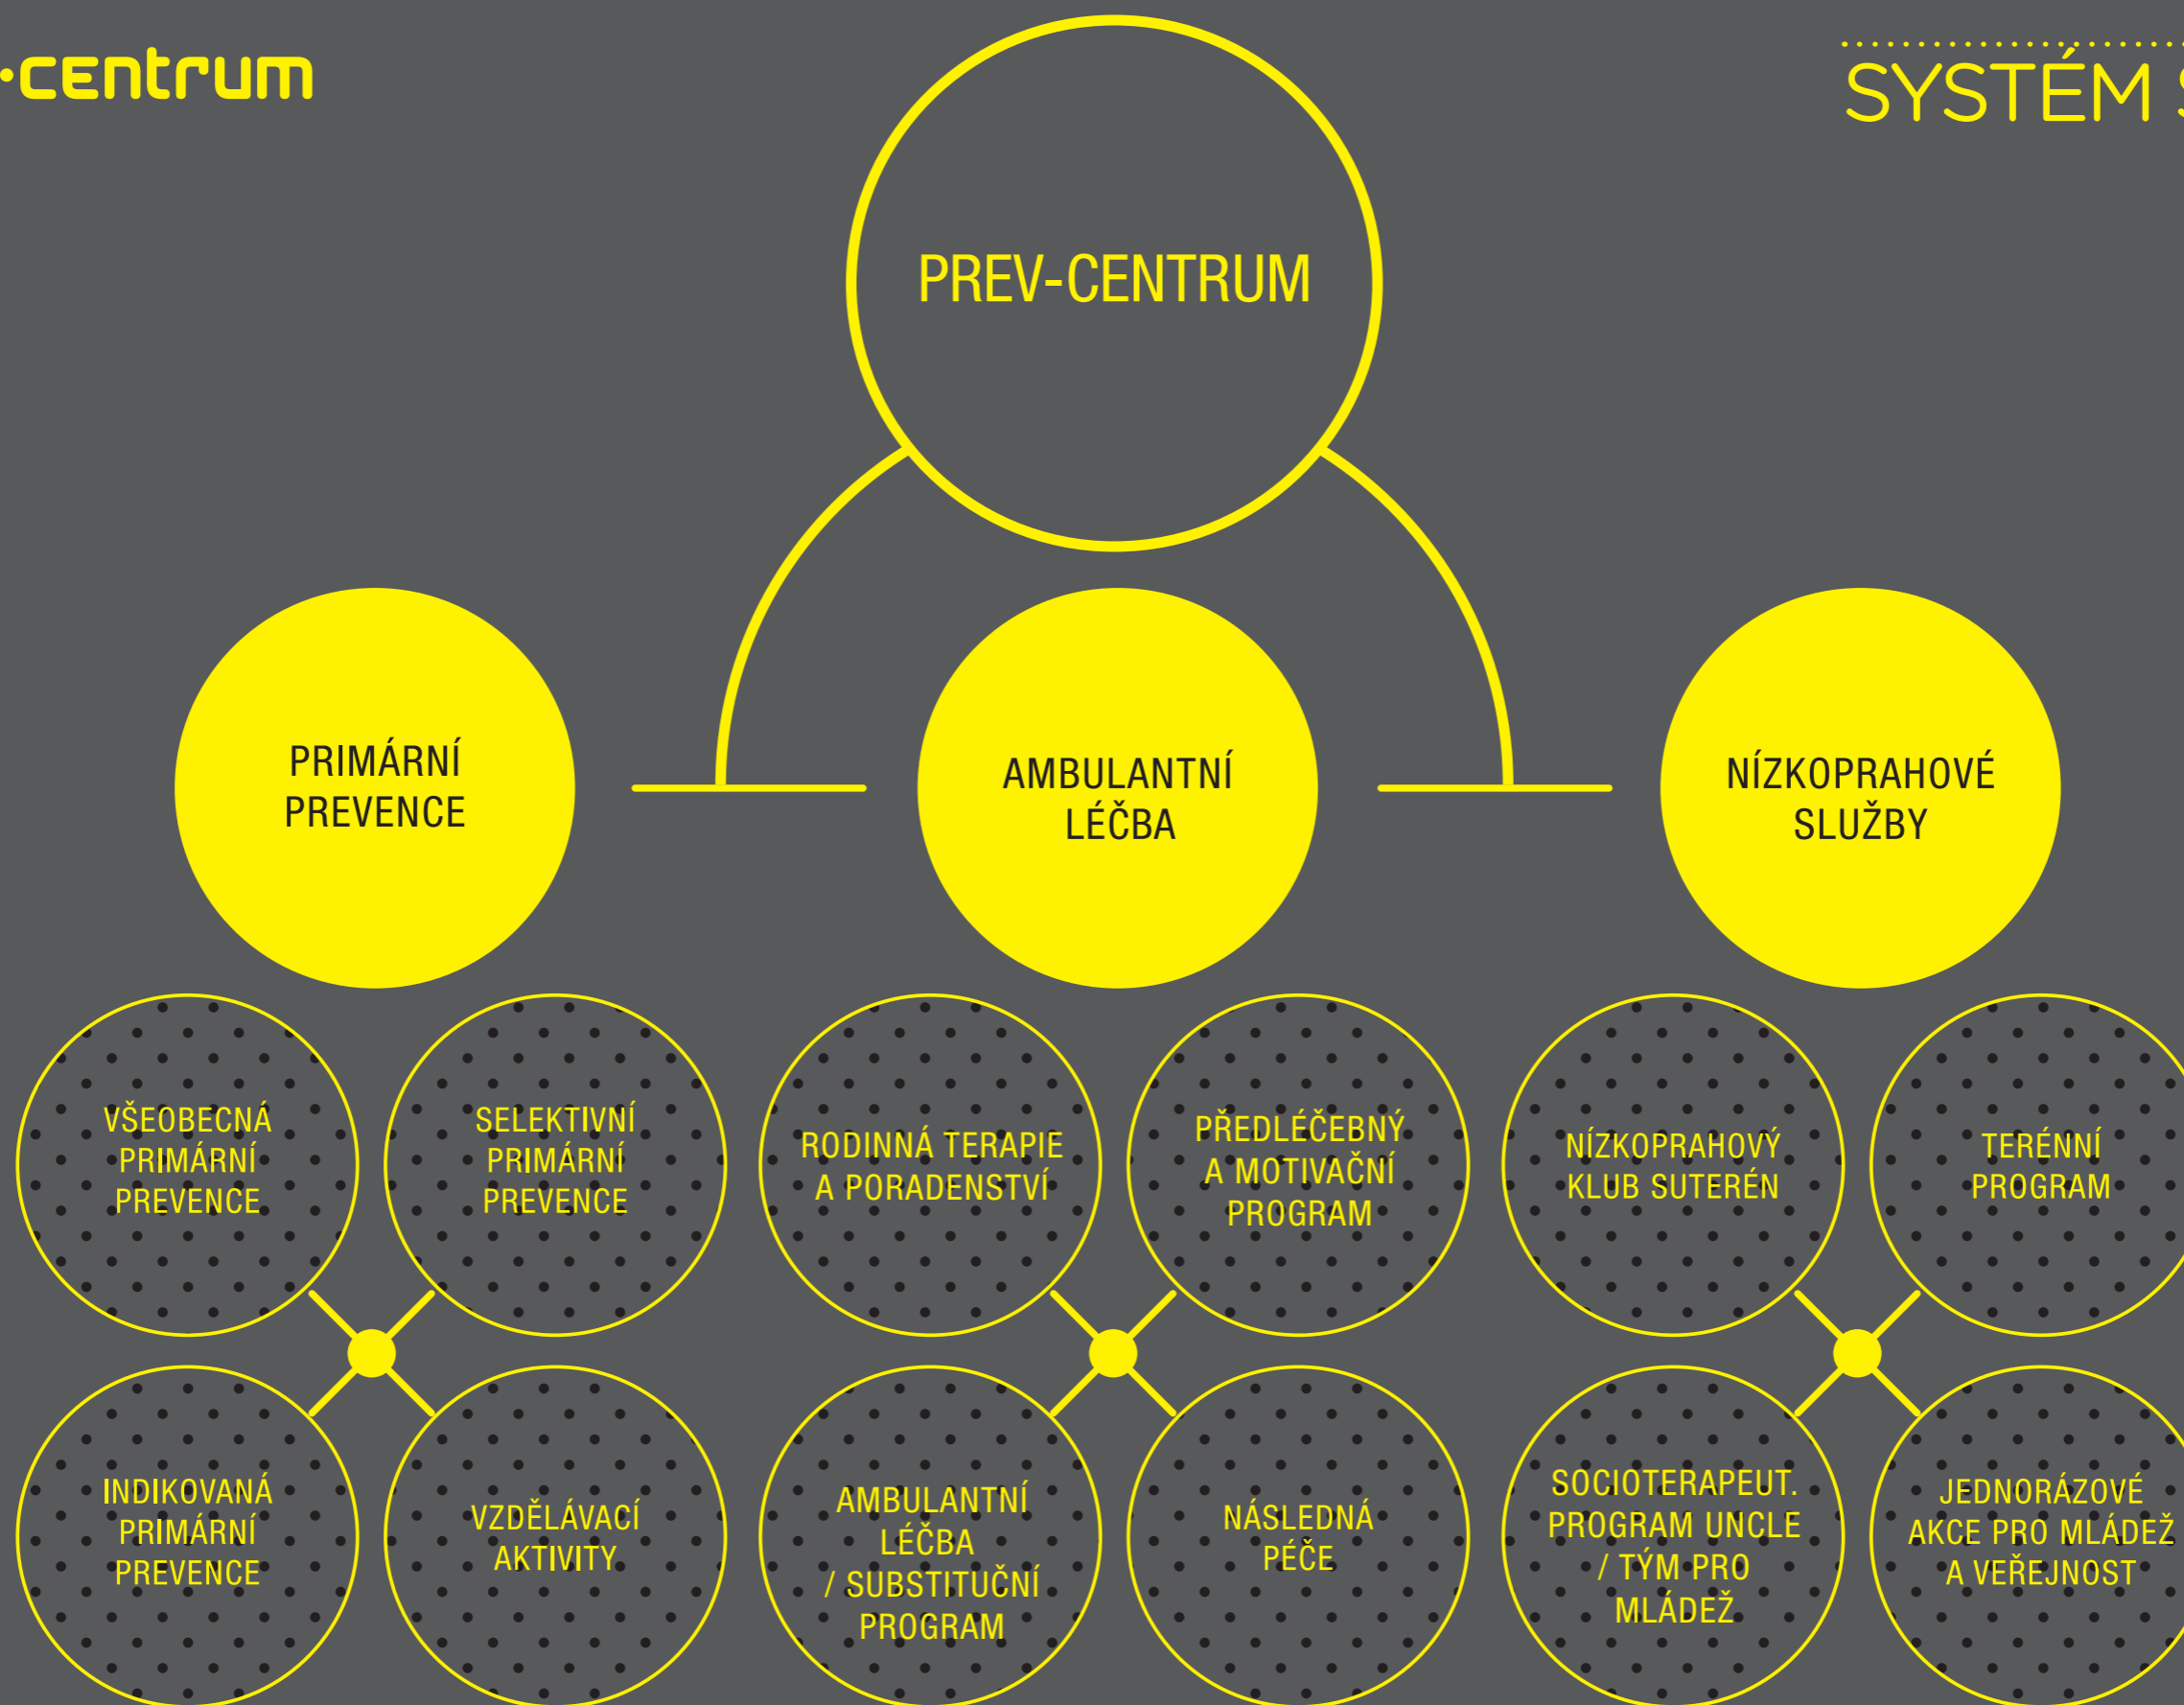 ·centrum
SYSTÉM
PREV-CENTRUM
PRIMÁRNÍ
PREVENCE
AMBULANTNÍ
LÉČBA
NÍZKOPRAHOVÉ
SLUŽBY
VŠEOBECNÁ
PRIMÁRNÍ
PREVENCE
SELEKTIVNÍ
PRIMÁRNÍ
PREVENCE
RODINNÁ TERAPIE
A PORADENSTVÍ
PŘEDLÉČEBNÝ
A MOTIVAČNÍ
PROGRAM
NÍZKOPRAHOVÝ
KLUB SUTERÉN
TERÉNNÍ
PROGRAM
INDIKOVANÁ
PRIMÁRNÍ
PREVENCE
VZDĚLÁVACÍ
AKTIVITY
AMBULANTNÍ
LÉČBA
/ SUBSTITUČNÍ
PROGRAM
NÁSLEDNÁ
PÉČE
SOCIOTERAPEUT.
PROGRAM UNCLE
/ TÝM PRO
MLÁDEŽ
JEDNORÁZOVÉ
AKCE PRO MLÁDEŽ
A VEŘEJNOST